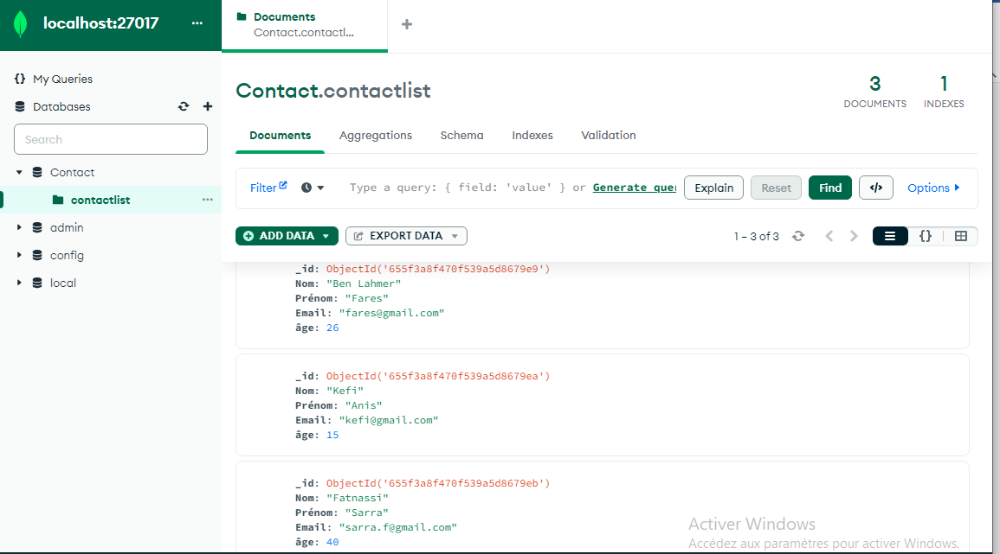 localhost:27017
...
{} My Queries
Databases
Search
Contact
contactlist
...
admin
config
local
Documents
Contact.contactl...
+
Contact.contactlist
3
DOCUMENTS
1
INDEXES
Documents
Aggregations
Schema
Indexes
Validation
Filter
Type a query: { field: 'value' } or Generate quer
Explain
Reset
Find
</>
Options
ADD DATA
EXPORT DATA
1 – 3 of 3
{}
_id: ObjectId('655f3a8f470f539a5d8679e9')
Nom: "Ben Lahmer"
Prénom: "Fares"
Email: "fares@gmail.com"
âge: 26
_id: ObjectId('655f3a8f470f539a5d8679ea')
Nom: "Kefi"
Prénom: "Anis"
Email: "kefi@gmail.com"
âge: 15
_id: ObjectId('655f3a8f470f539a5d8679eb')
Nom: "Fatnassi"
Prénom: "Sarra"
Email: "sarra.f@gmail.com"
âge: 40
Activer Windows
Accédez aux paramètres pour activer Windows.